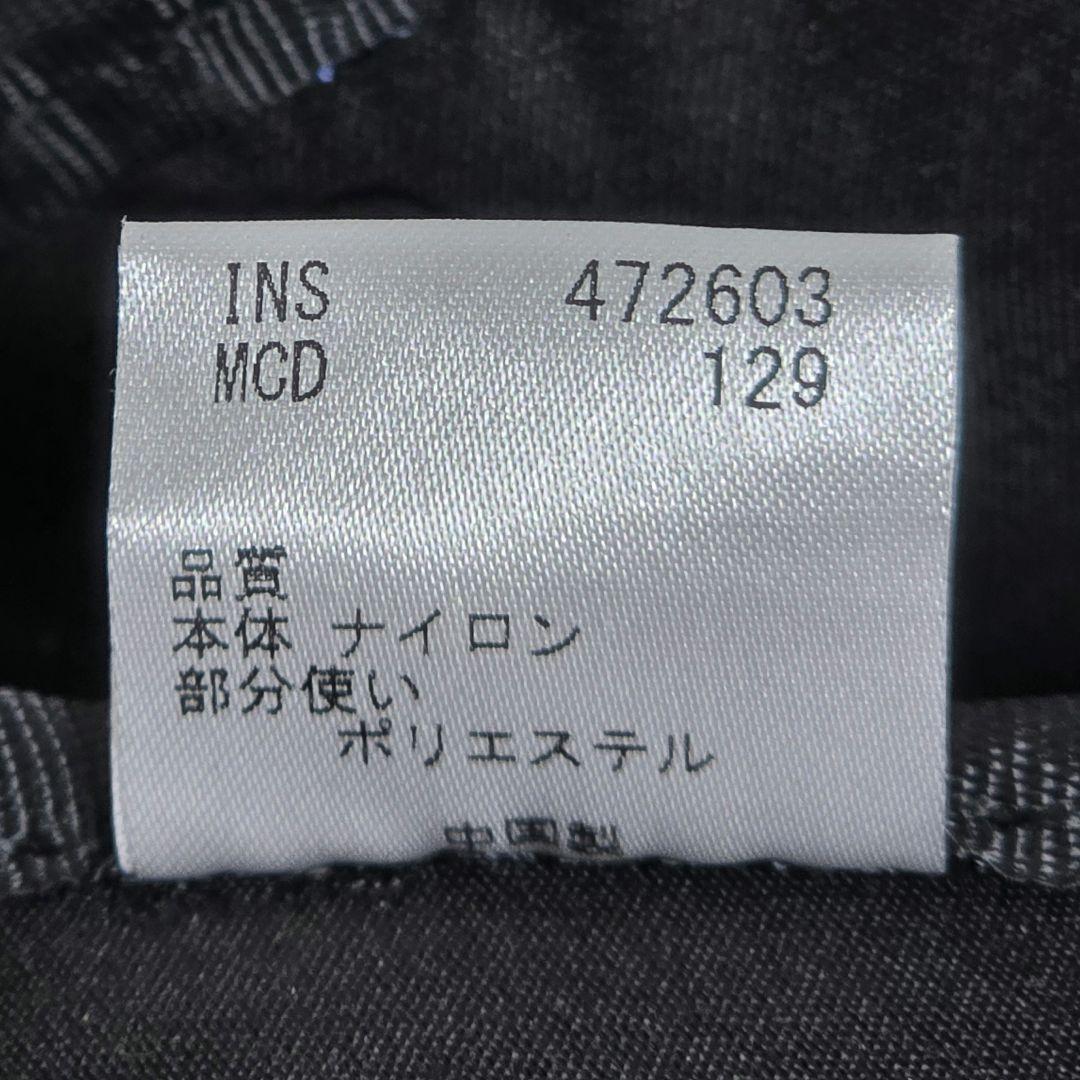 INS 472603
MCD 129
品質
本体 ナイロン
部分使い
ポリエステル
中国製